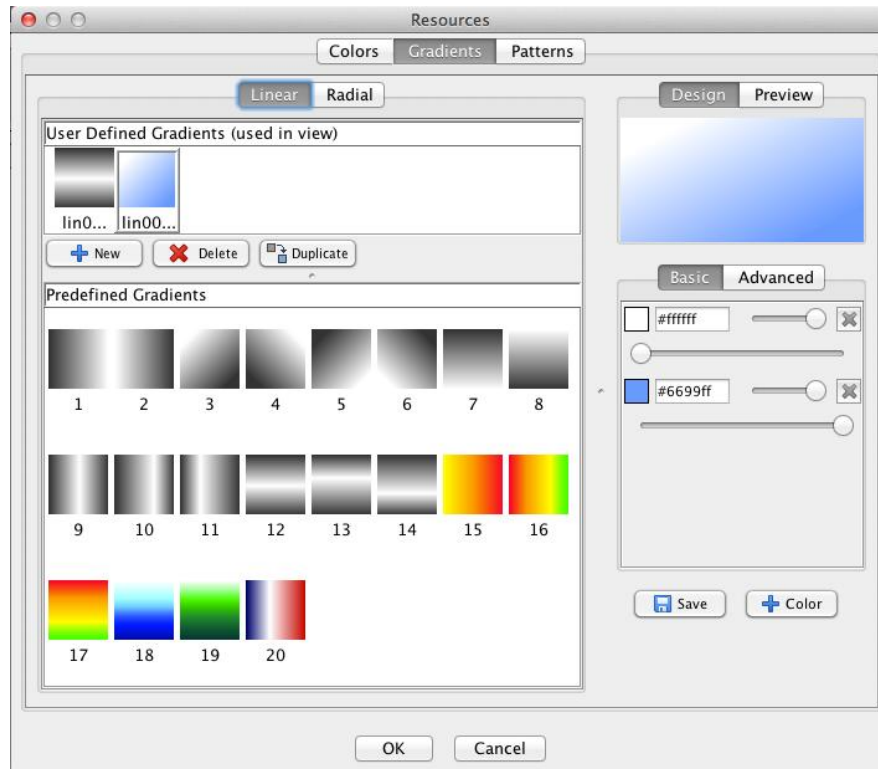 Resources
Colors Gradients Patterns
Linear Radial
User Defined Gradients (used in view)
lin0... lin00...
New Delete Duplicate
Predefined Gradients
1 2 3 4 5 6 7 8
9 10 11 12 13 14 15 16
17 18 19 20
Design Preview
Basic Advanced
#ffffff
#6699ff
Save Color
OK Cancel